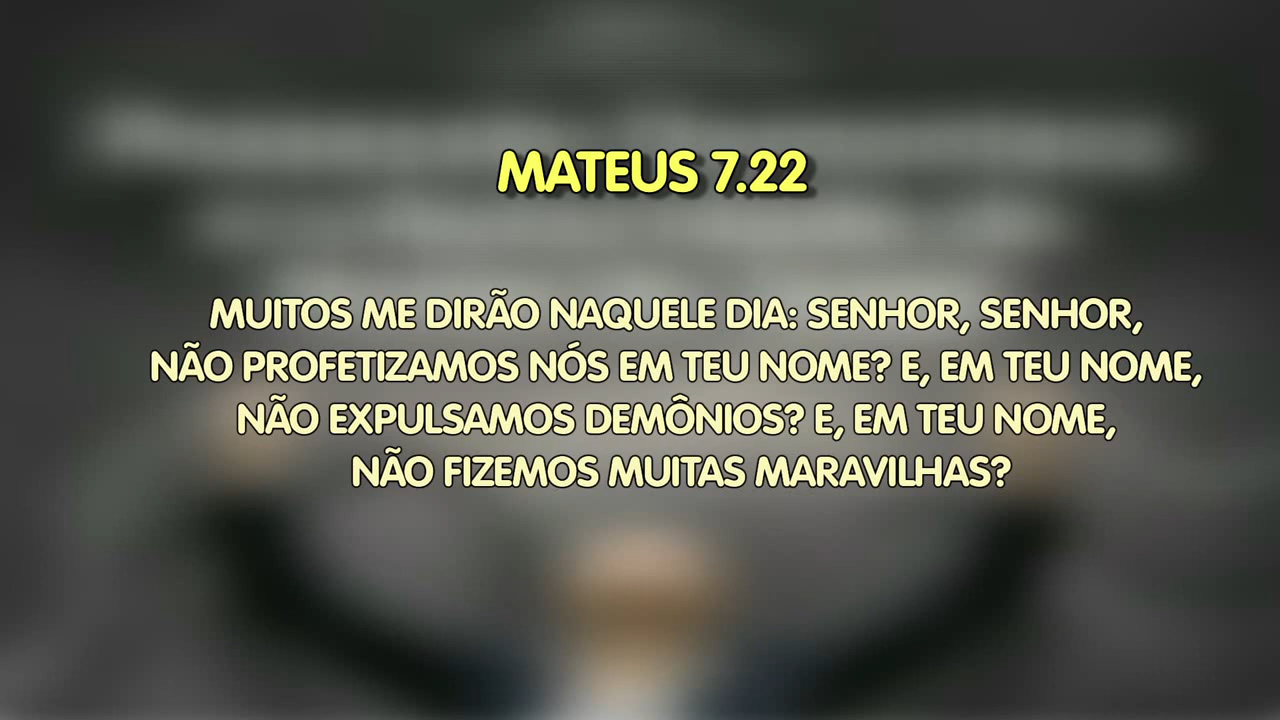 MATEUS 7.22
MUITOS ME DIRÃO NAQUELE DIA: SENHOR, SENHOR,
NÃO PROFETIZAMOS NÓS EM TEU NOME? E, EM TEU NOME,
NÃO EXPULSAMOS DEMÔNIOS? E, EM TEU NOME,
NÃO FIZEMOS MUITAS MARAVILHAS?